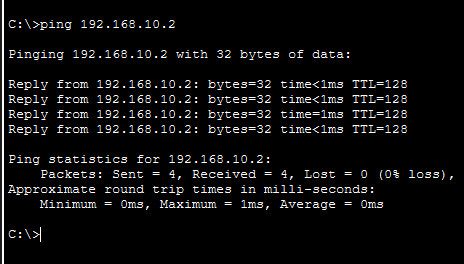 C:\>ping 192.168.10.2
Pinging 192.168.10.2 with 32 bytes of data:
Reply from 192.168.10.2: bytes=32 time<1ms TTL=128
Reply from 192.168.10.2: bytes=32 time<1ms TTL=128
Reply from 192.168.10.2: bytes=32 time=1ms TTL=128
Reply from 192.168.10.2: bytes=32 time<1ms TTL=128
Ping statistics for 192.168.10.2:
    Packets: Sent = 4, Received = 4, Lost = 0 (0% loss),
Approximate round trip times in milli-seconds:
    Minimum = 0ms, Maximum = 1ms, Average = 0ms
C:\>